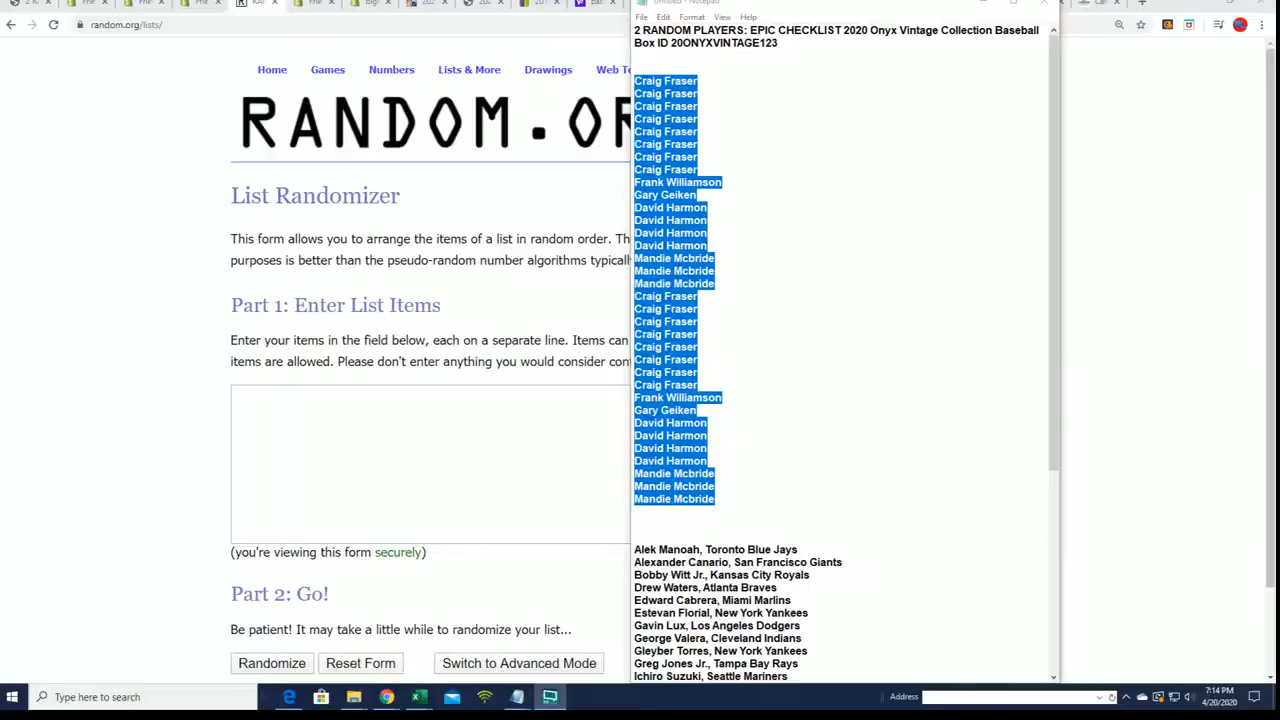 random.org/lists/
Home Games Numbers Lists & More Drawings Web
RANDOM.O
List Randomizer
This form allows you to arrange the items of a list in random order.
purposes is better than the pseudo-random number algorithms
Part 1: Enter List Items
Enter your items in the field below, each on a separate line. Items
items are allowed. Please don't enter anything you would consider
(you're viewing this form securely)
Part 2: Go!
Be patient! It may take a little while to randomize your list...
Randomize Reset Form Switch to Advanced Mode
Untitled - Notepad
File Edit Format View Help
2 RANDOM PLAYERS: EPIC CHECKLIST 2020 Onyx Vintage Collection Baseball
Box ID 20ONYXVINTAGE123
Craig Fraser
Craig Fraser
Craig Fraser
Craig Fraser
Craig Fraser
Craig Fraser
Craig Fraser
Craig Fraser
Frank Williamson
Gary Geiken
David Harmon
David Harmon
David Harmon
David Harmon
Mandie Mcbride
Mandie Mcbride
Mandie Mcbride
Craig Fraser
Craig Fraser
Craig Fraser
Craig Fraser
Craig Fraser
Craig Fraser
Craig Fraser
Craig Fraser
Frank Williamson
Gary Geiken
David Harmon
David Harmon
David Harmon
David Harmon
Mandie Mcbride
Mandie Mcbride
Mandie Mcbride
Alek Manoah, Toronto Blue Jays
Alexander Canario, San Francisco Giants
Bobby Witt Jr., Kansas City Royals
Drew Waters, Atlanta Braves
Edward Cabrera, Miami Marlins
Estevan Florial, New York Yankees
Gavin Lux, Los Angeles Dodgers
George Valera, Cleveland Indians
Gleyber Torres, New York Yankees
Greg Jones Jr., Tampa Bay Rays
Ichiro Suzuki, Seattle Mariners
Type here to search
Address
7:14 PM
4/20/2020